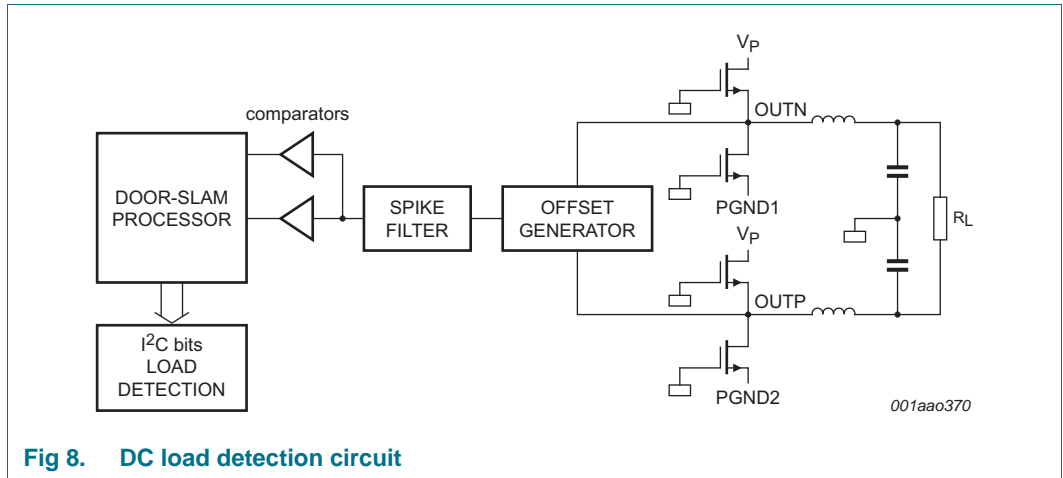 V_P
OUTN
comparators
DOOR-SLAM
PROCESSOR
SPIKE
FILTER
OFFSET
GENERATOR
PGND1
R_L
V_P
OUTP
I²C bits
LOAD
DETECTION
PGND2
001aao370
Fig 8. DC load detection circuit